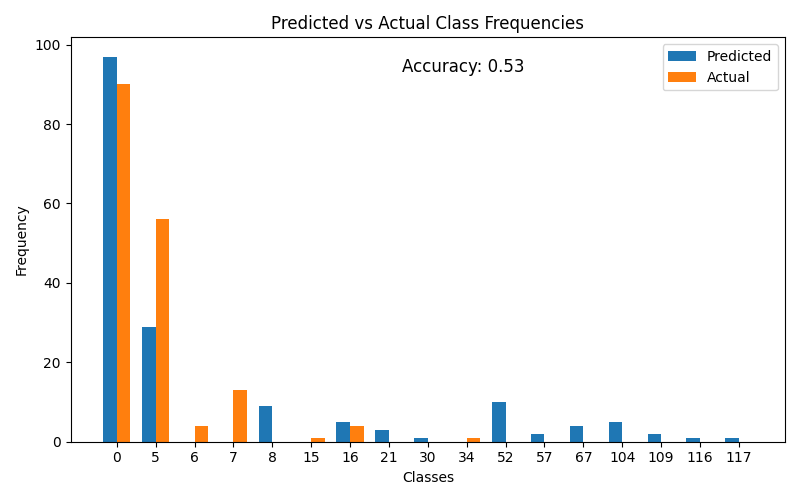 Predicted vs Actual Class Frequencies
Accuracy: 0.53
Predicted
Actual
Frequency
100
80
60
40
20
0
0 5 6 7 8 15 16 21 30 34 52 57 67 104 109 116 117
Classes